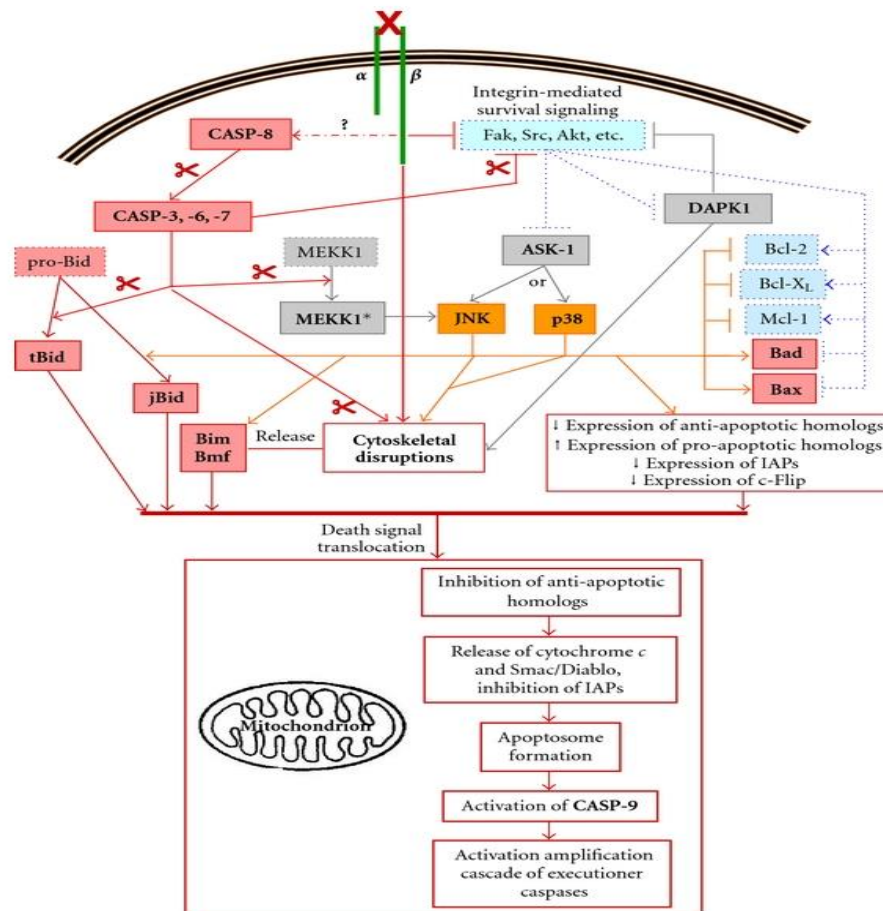 X
α
β
Integrin-mediated
survival signaling
Fak, Src, Akt, etc.
?
CASP-8
CASP-3, -6, -7
DAPK1
pro-Bid
MEKK1
ASK-1
or
Bcl-2
Bcl-XL
Mcl-1
MEKK1*
JNK
p38
tBid
Bad
jBid
Bax
Bim
Bmf
Release
Cytoskeletal
disruptions
↓ Expression of anti-apoptotic homologs
↑ Expression of pro-apoptotic homologs
↓ Expression of IAPs
↓ Expression of c-Flip
Death signal
translocation
Inhibition of anti-apoptotic
homologs
Release of cytochrome c
and Smac/Diablo,
inhibition of IAPs
Mitochondrion
Apoptosome
formation
Activation of CASP-9
Activation amplification
cascade of executioner
caspases